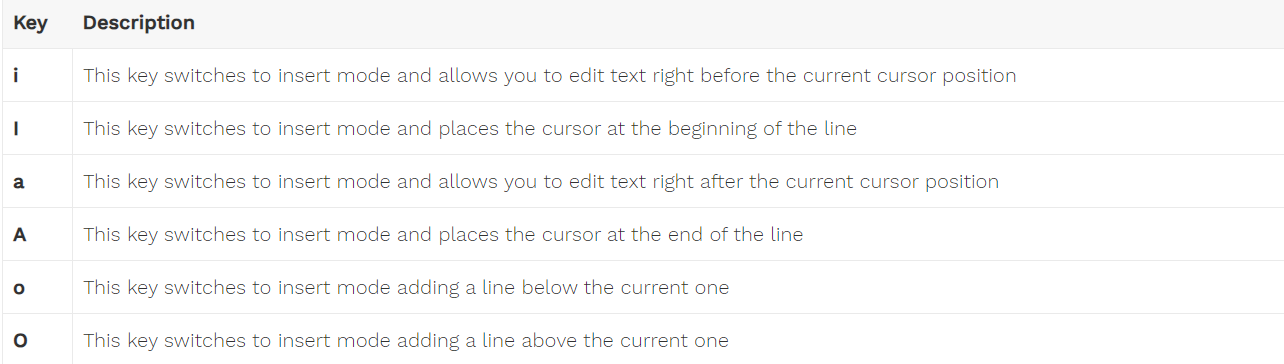 Key Description
i This key switches to insert mode and allows you to edit text right before the current cursor position
I This key switches to insert mode and places the cursor at the beginning of the line
a This key switches to insert mode and allows you to edit text right after the current cursor position
A This key switches to insert mode and places the cursor at the end of the line
o This key switches to insert mode adding a line below the current one
O This key switches to insert mode adding a line above the current one